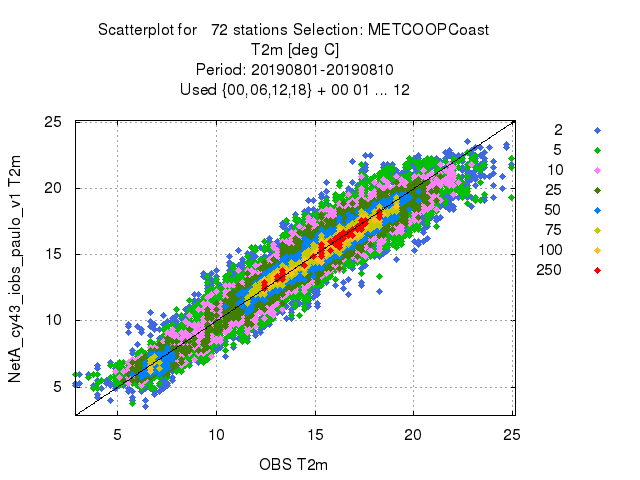 Scatterplot for   72 stations Selection: METCOOPCoast
T2m [deg C]
Period: 20190801-20190810
Used {00,06,12,18} + 00 01 ... 12
NetA_cy43_iobs_paulo_v1 T2m
25
20
15
10
5
5 10 15 20 25
OBS T2m
2
5
10
25
50
75
100
250